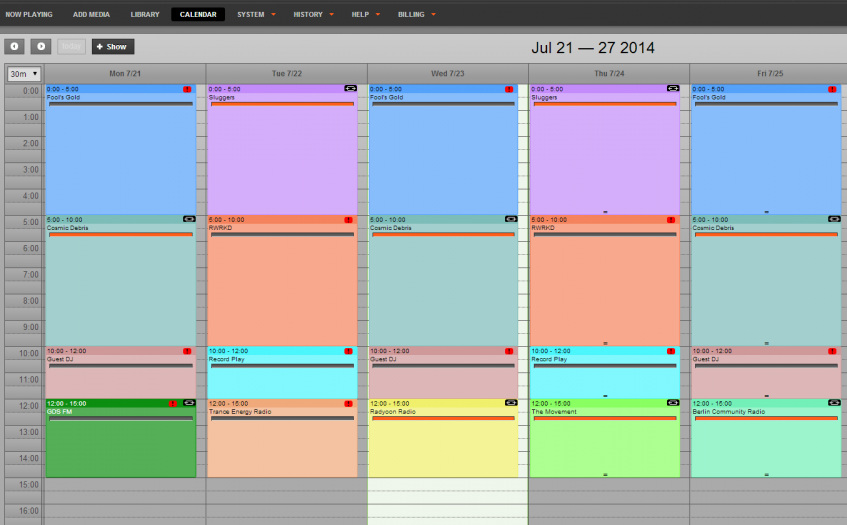 NOW PLAYING ADD MEDIA LIBRARY CALENDAR SYSTEM HISTORY HELP BILLING
today + Show Jul 21 — 27 2014
30m Mon 7/21 Tue 7/22 Wed 7/23 Thu 7/24 Fri 7/25
0:00 0:00 - 5:00 0:00 - 5:00 0:00 - 5:00 0:00 - 5:00 0:00 - 5:00
Fool's Gold Sluggers Fool's Gold Sluggers Fool's Gold
1:00
2:00
3:00
4:00
5:00 5:00 - 10:00 5:00 - 10:00 5:00 - 10:00 5:00 - 10:00 5:00 - 10:00
Cosmic Debris RWRKD Cosmic Debris RWRKD Cosmic Debris
6:00
7:00
8:00
9:00
10:00 10:00 - 12:00 10:00 - 12:00 10:00 - 12:00 10:00 - 12:00 10:00 - 12:00
Guest DJ Record Play Guest DJ Record Play Guest DJ
11:00
12:00 12:00 - 15:00 12:00 - 15:00 12:00 - 15:00 12:00 - 15:00 12:00 - 15:00
GDS FM Trance Energy Radio Radyoon Radio The Movement Berlin Community Radio
13:00
14:00
15:00
16:00